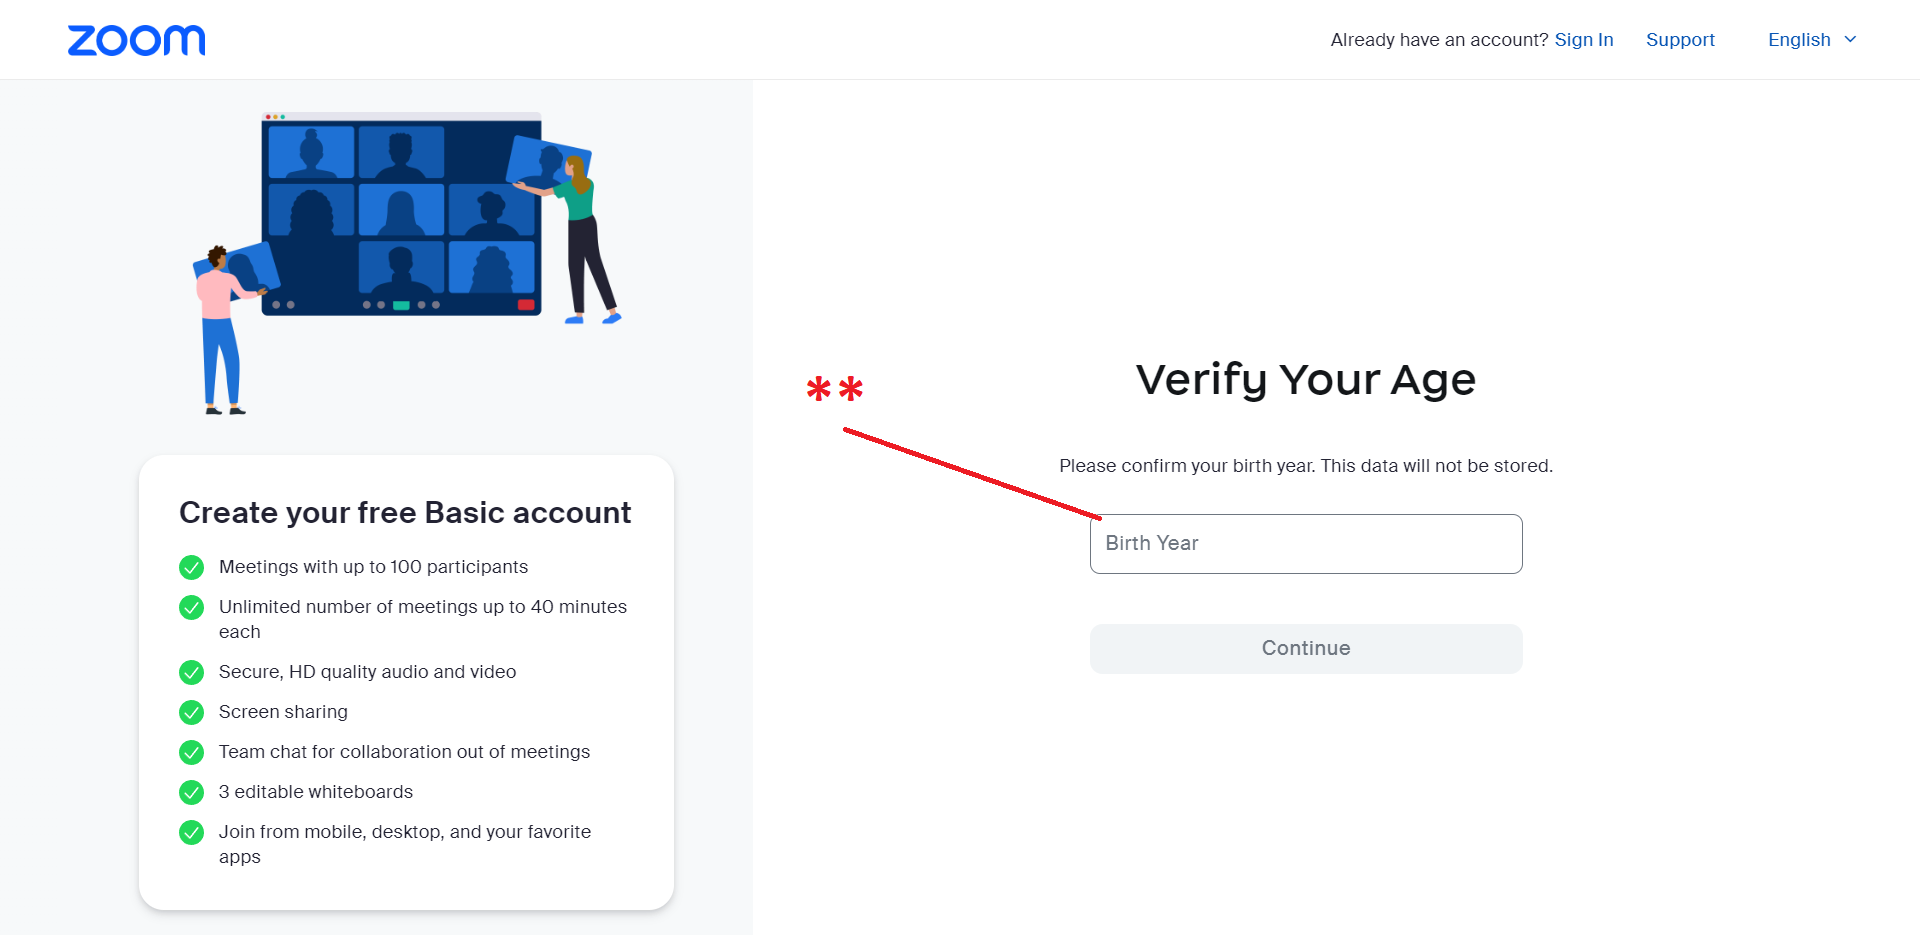 zoom
Already have an account? Sign In Support English
Create your free Basic account
Meetings with up to 100 participants
Unlimited number of meetings up to 40 minutes
each
Secure, HD quality audio and video
Screen sharing
Team chat for collaboration out of meetings
3 editable whiteboards
Join from mobile, desktop, and your favorite
apps
**
Verify Your Age
Please confirm your birth year. This data will not be stored.
Birth Year
Continue